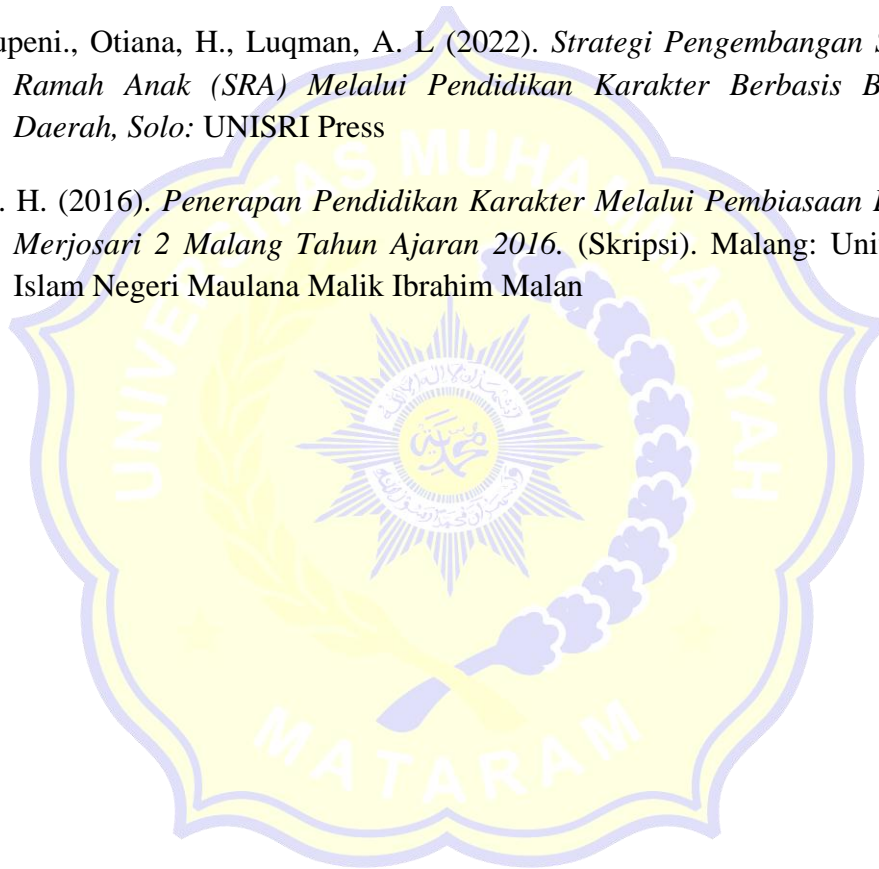 upeni., Otiana, H., Luqman, A. L (2022). Strategi Pengembangan S
Ramah Anak (SRA) Melalui Pendidikan Karakter Berbasis B
Daerah, Solo: UNISRI Press
. H. (2016). Penerapan Pendidikan Karakter Melalui Pembiasaan
Merjosari 2 Malang Tahun Ajaran 2016. (Skripsi). Malang: Uni
Islam Negeri Maulana Malik Ibrahim Malan
UNIVERSITAS MUHAMMADIYAH
MATARAM